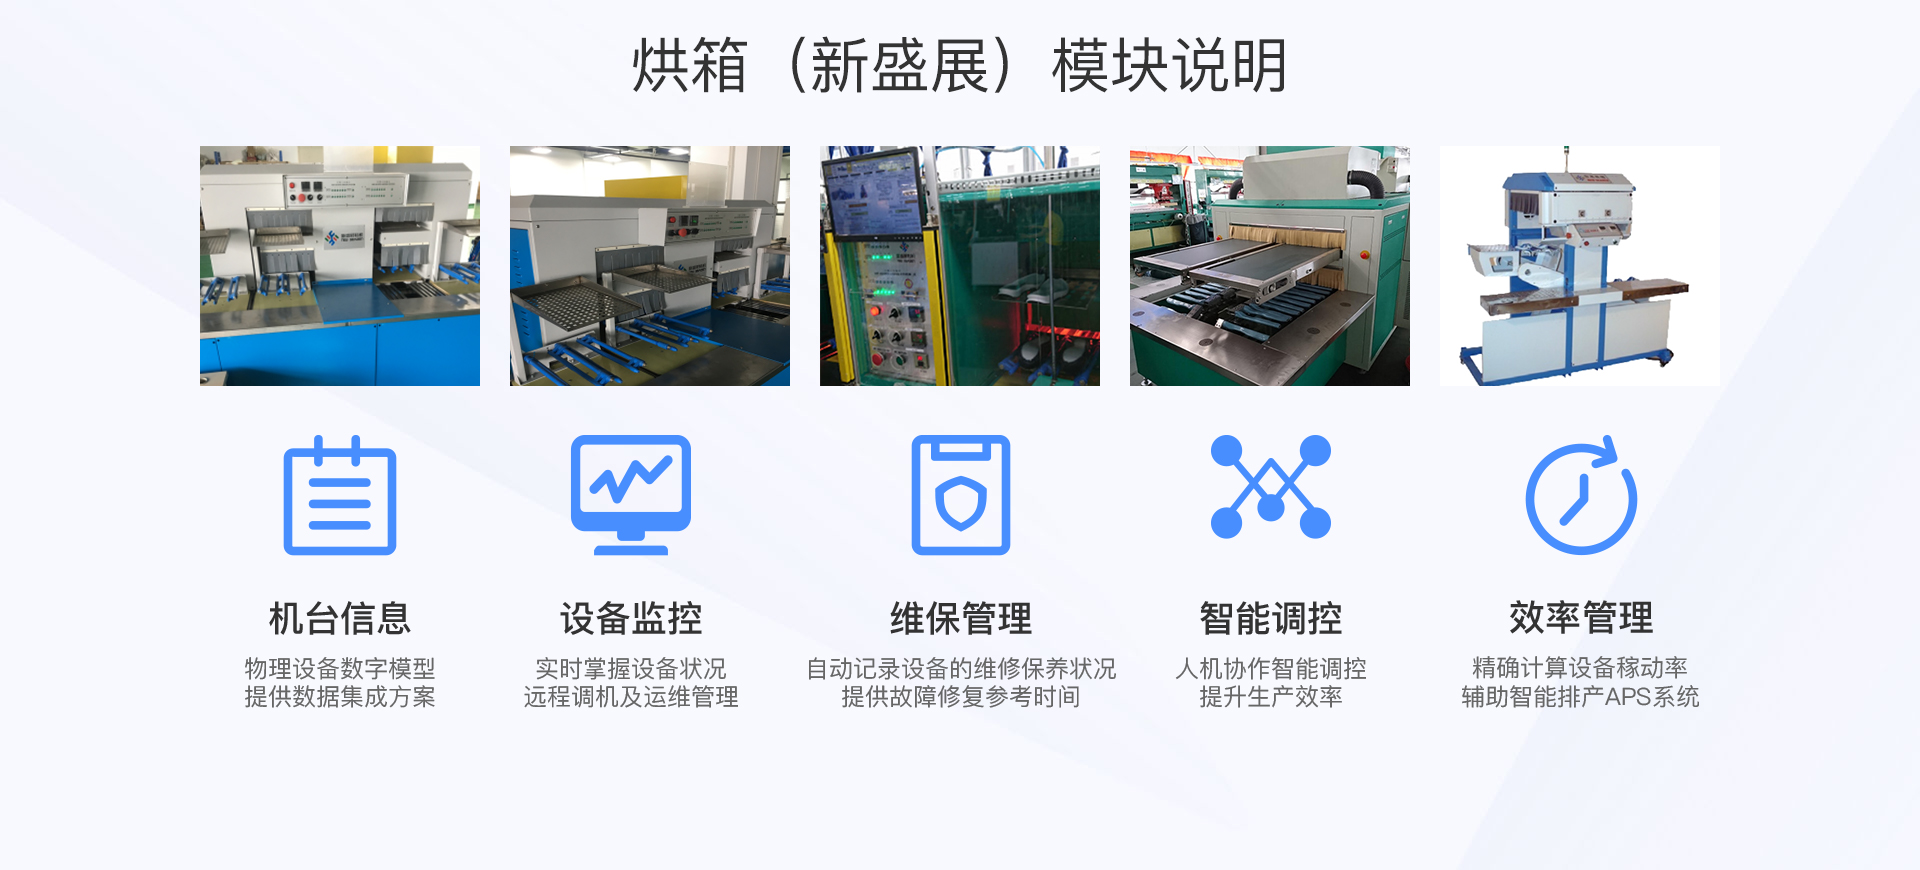 烘箱（新盛展）模块说明
机台信息
物理设备数字模型
提供数据集成方案
设备监控
实时掌握设备状况
远程调机及运维管理
维保管理
自动记录设备的维修保养状况
提供故障修复参考时间
智能调控
人机协作智能调控
提升生产效率
效率管理
精确计算设备稼动率
辅助智能排产APS系统